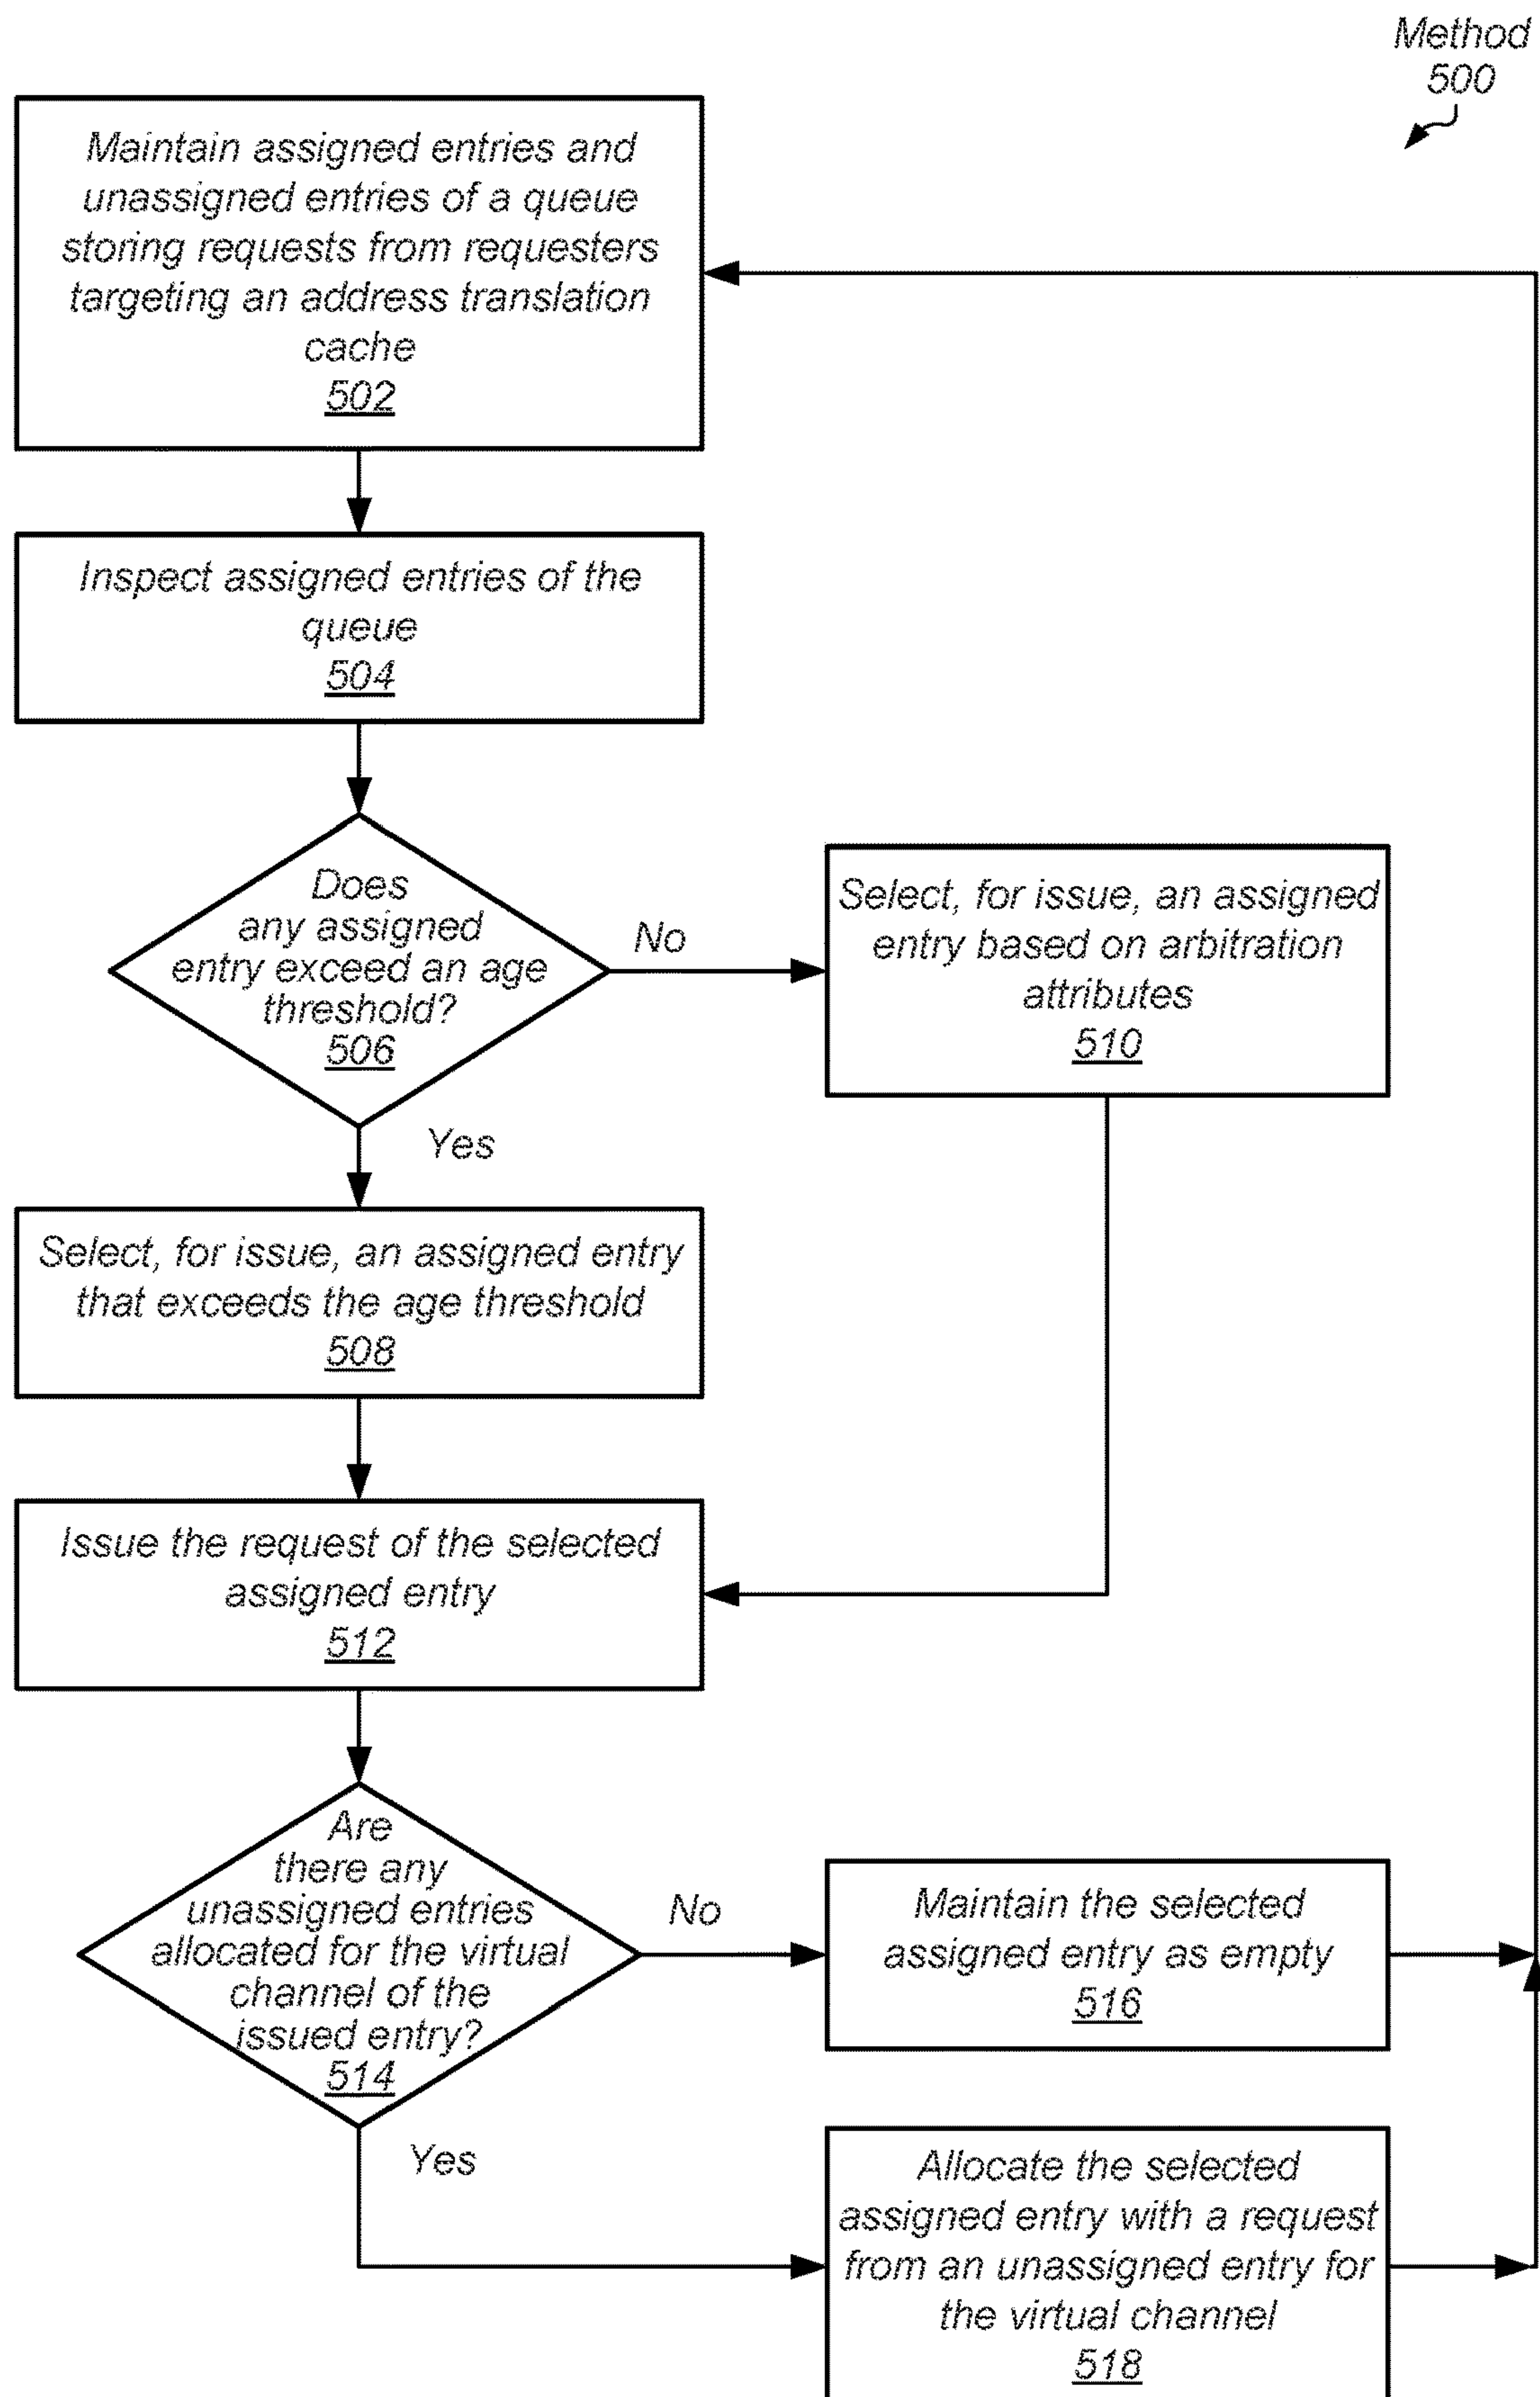 Method
500
Maintain assigned entries and
unassigned entries of a queue
storing requests from requesters
targeting an address translation
cache
502
Inspect assigned entries of the
queue
504
Does
any assigned
entry exceed an age
threshold?
506
No
Select, for issue, an assigned
entry based on arbitration
attributes
510
Yes
Select, for issue, an assigned entry
that exceeds the age threshold
508
Issue the request of the selected
assigned entry
512
Are
there any
unassigned entries
allocated for the virtual
channel of the
issued entry?
514
No
Maintain the selected
assigned entry as empty
516
Yes
Allocate the selected
assigned entry with a request
from an unassigned entry for
the virtual channel
518